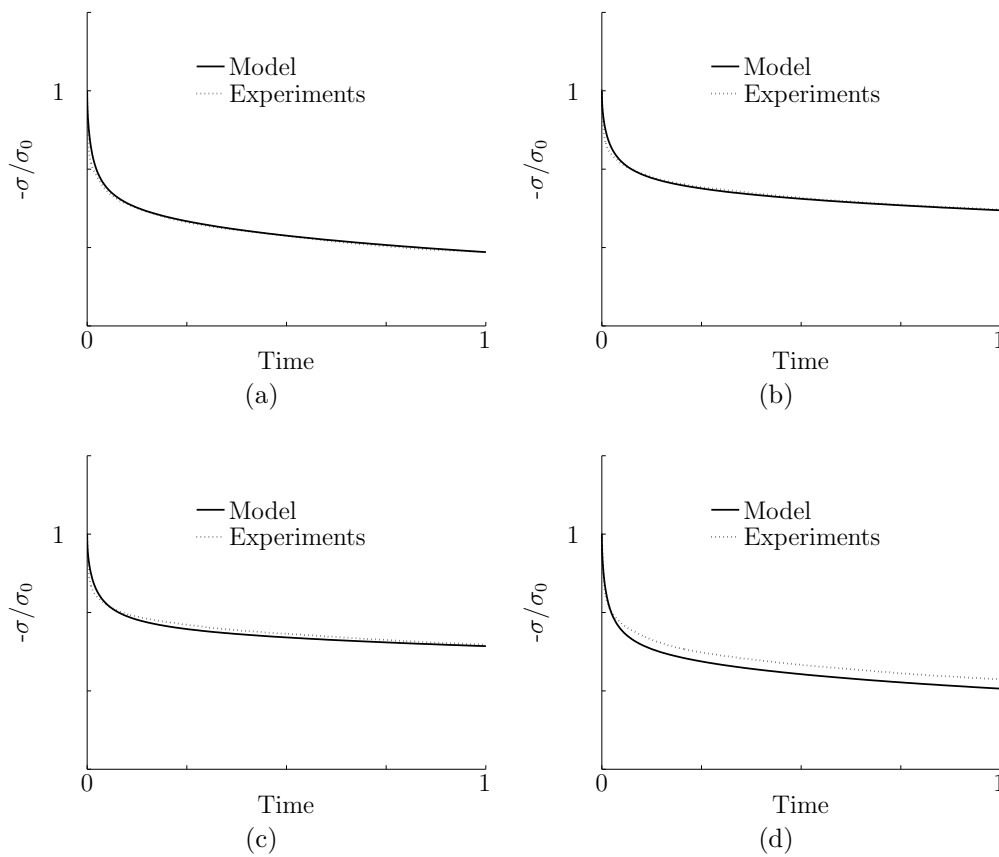 Model
Experiments
1
-σ/σ₀
0
1
Time
(a)
Model
Experiments
1
-σ/σ₀
0
1
Time
(b)
Model
Experiments
1
-σ/σ₀
0
1
Time
(c)
Model
Experiments
1
-σ/σ₀
0
1
Time
(d)